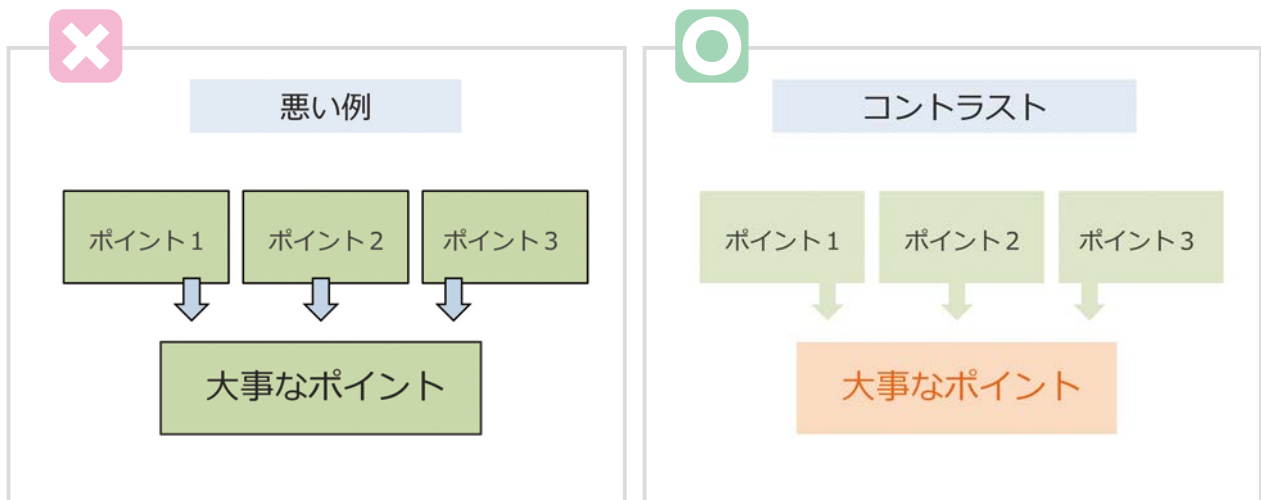 悪い例
ポイント１
ポイント２
ポイント３
大事なポイント
コントラスト
ポイント１
ポイント２
ポイント３
大事なポイント